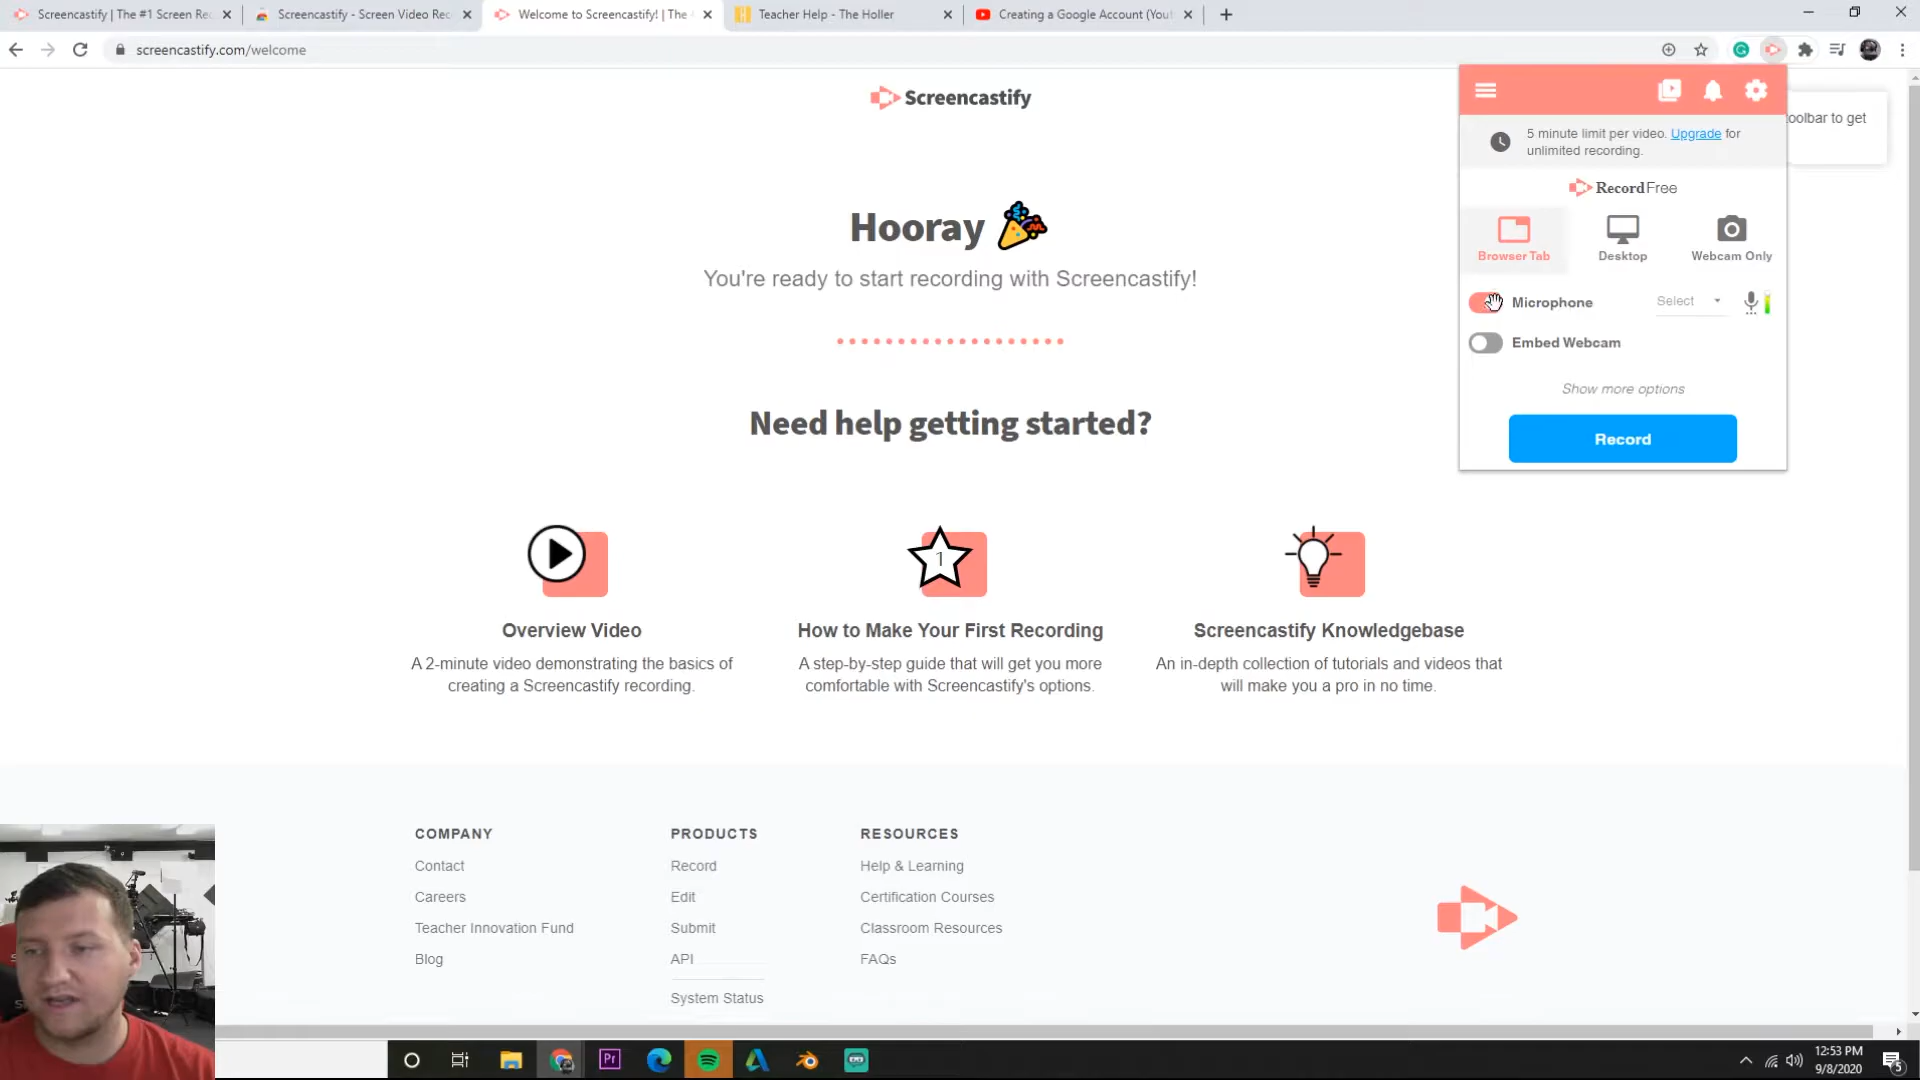 Screencastify | The #1 Screen Rec
Screencastify - Screen Video Rec
Welcome to Screencastify! | The
Teacher Help - The Holler
Creating a Google Account (Yout
screencastify.com/welcome
Screencastify
toolbar to get
5 minute limit per video. Upgrade for
unlimited recording.
Record Free
Browser Tab
Desktop
Webcam Only
Microphone
Select
Embed Webcam
Show more options
Record
Hooray
You're ready to start recording with Screencastify!
Need help getting started?
1
Overview Video
A 2-minute video demonstrating the basics of
creating a Screencastify recording.
How to Make Your First Recording
A step-by-step guide that will get you more
comfortable with Screencastify's options.
Screencastify Knowledgebase
An in-depth collection of tutorials and videos that
will make you a pro in no time.
COMPANY
Contact
Careers
Teacher Innovation Fund
Blog
PRODUCTS
Record
Edit
Submit
API
System Status
RESOURCES
Help & Learning
Certification Courses
Classroom Resources
FAQs
Pr
12:53 PM
9/8/2020
5